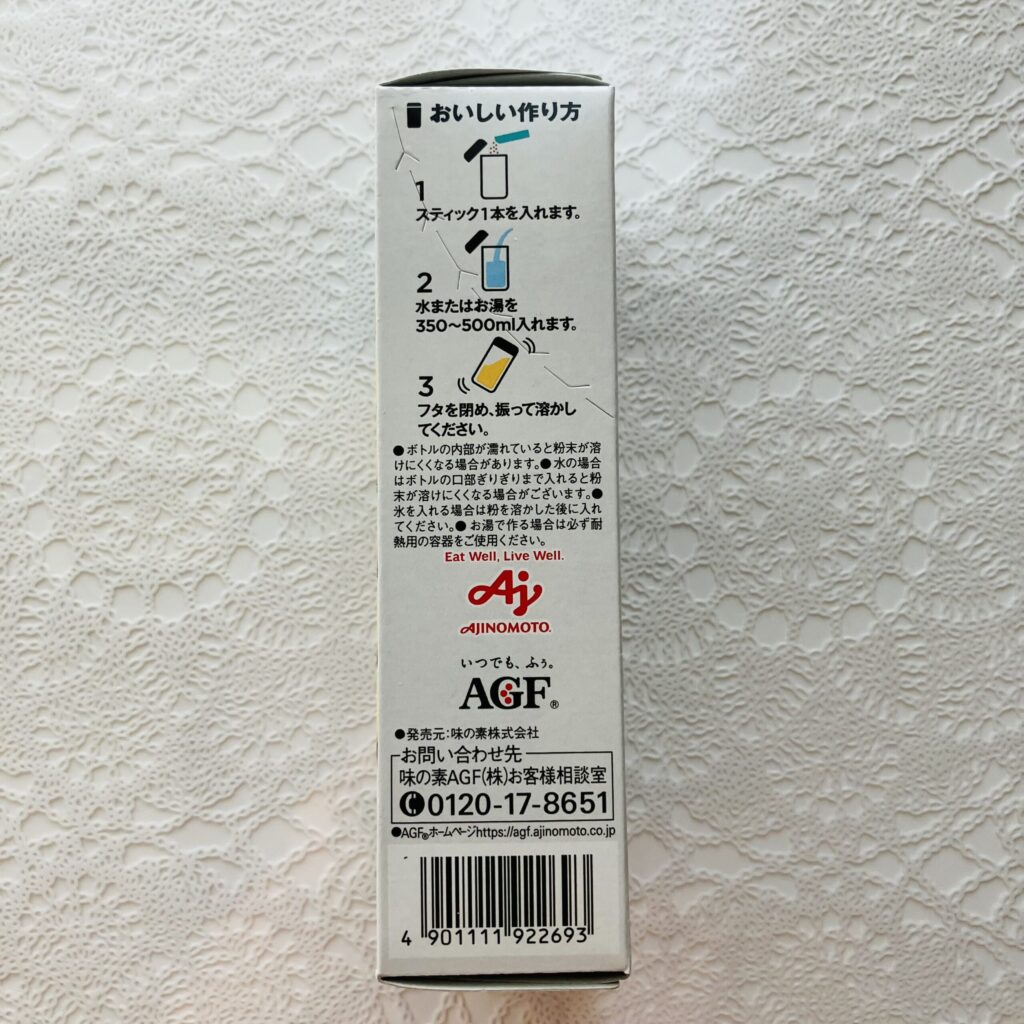 おいしい作り方
1
スティック1本を入れます。
2
水またはお湯を
350～500ml入れます。
3
フタを閉め、振って溶かし
てください。
●ボトルの内部が濡れていると粉末が溶
けにくくなる場合があります。●水の場合
はボトルの口部ぎりぎりまで入れると粉
末が溶けにくくなる場合がございます。●
氷を入れる場合は粉を溶かした後に入れ
てください。●お湯で作る場合は必ず耐
熱用の容器をご使用ください。
Eat Well, Live Well.
Aj
AJINOMOTO®
いつでも、ふぅ。
AGF®
●発売元:味の素株式会社
お問い合わせ先
味の素AGF(株)お客様相談室
0120-17-8651
●AGF®ホームページhttps://agf.ajinomoto.co.jp
4 901111 922693